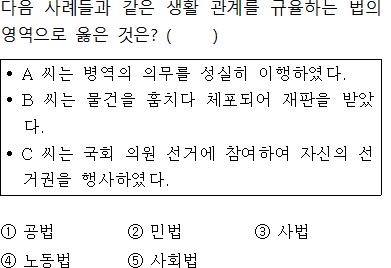 다음 사례들과 같은 생활 관계를 규율하는 법의
영역으로 옳은 것은? (      )
• A 씨는 병역의 의무를 성실히 이행하였다.
• B 씨는 물건을 훔치다 체포되어 재판을 받았
다.
• C 씨는 국회 의원 선거에 참여하여 자신의 선
거권을 행사하였다.
① 공법 ② 민법 ③ 사법
④ 노동법 ⑤ 사회법